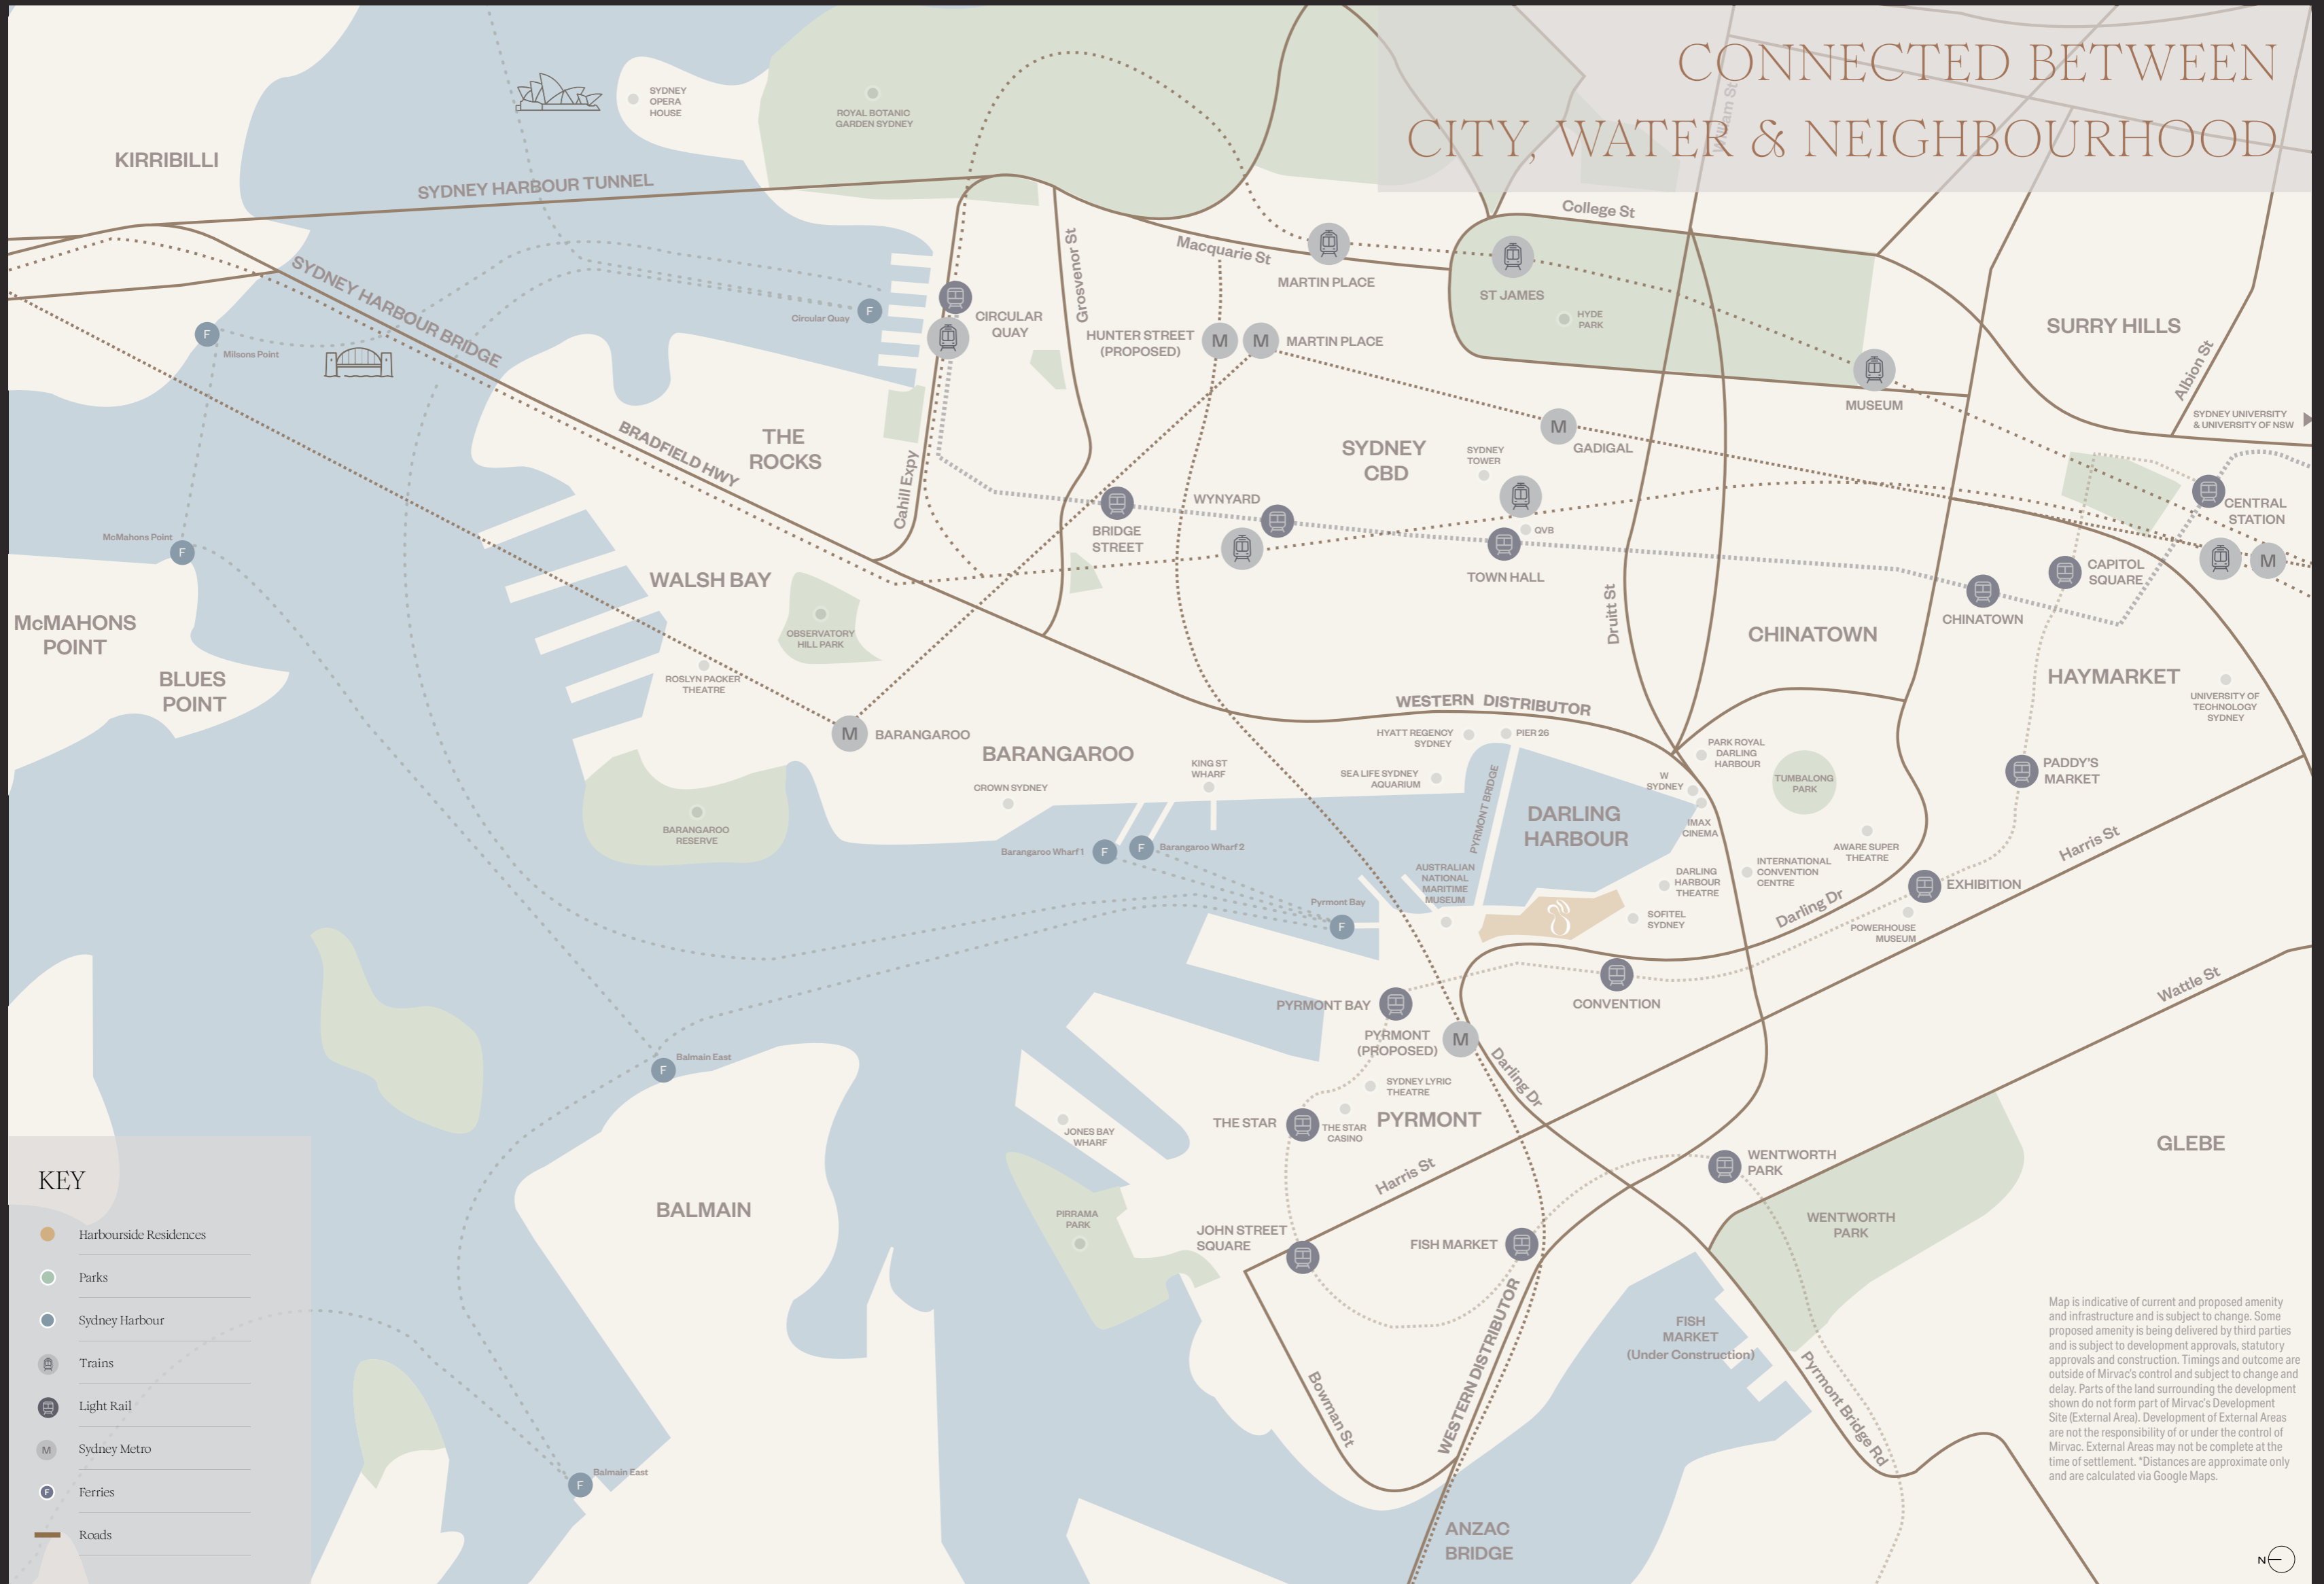 CONNECTED BETWEEN
CITY, WATER & NEIGHBOURHOOD
William St
SYDNEY
OPERA
HOUSE
ROYAL BOTANIC
GARDEN SYDNEY
KIRRIBILLI
SYDNEY HARBOUR TUNNEL
College St
Macquarie St
Grosvenor St
MARTIN PLACE
ST JAMES
HYDE
PARK
SURRY HILLS
Albion St
SYDNEY HARBOUR BRIDGE
F
Circular Quay
CIRCULAR
QUAY
HUNTER STREET
(PROPOSED)
M
M
MARTIN PLACE
F
Milsons Point
MUSEUM
SYDNEY UNIVERSITY
& UNIVERSITY OF NSW
THE
ROCKS
BRADFIELD HWY
Cahill Expy
SYDNEY
CBD
SYDNEY
TOWER
M
GADIGAL
WYNYARD
BRIDGE
STREET
QVB
TOWN HALL
CENTRAL
STATION
M
CAPITOL
SQUARE
CHINATOWN
McMahons Point
F
McMAHONS
POINT
BLUES
POINT
WALSH BAY
OBSERVATORY
HILL PARK
ROSLYN PACKER
THEATRE
Druitt St
CHINATOWN
HAYMARKET
UNIVERSITY OF
TECHNOLOGY
SYDNEY
M
BARANGAROO
BARANGAROO
WESTERN DISTRIBUTOR
HYATT REGENCY
SYDNEY
PIER 26
SEA LIFE SYDNEY
AQUARIUM
PYRMONT BRIDGE
KING ST
WHARF
CROWN SYDNEY
BARANGAROO
RESERVE
DARLING
HARBOUR
PARK ROYAL
DARLING
HARBOUR
W
SYDNEY
IMAX
CINEMA
TUMBALONG
PARK
PADDY'S
MARKET
AWARE SUPER
THEATRE
INTERNATIONAL
CONVENTION
CENTRE
DARLING
HARBOUR
THEATRE
SOFITEL
SYDNEY
Harris St
EXHIBITION
POWERHOUSE
MUSEUM
Darling Dr
Barangaroo Wharf 1
F
F
Barangaroo Wharf 2
AUSTRALIAN
NATIONAL
MARITIME
MUSEUM
Pyrmont Bay
F
CONVENTION
PYRMONT BAY
PYRMONT
(PROPOSED)
M
Darling Dr
Wattle St
F
Balmain East
SYDNEY LYRIC
THEATRE
THE STAR
THE STAR
CASINO
PYRMONT
JONES BAY
WHARF
Harris St
WENTWORTH
PARK
WENTWORTH
PARK
GLEBE
BALMAIN
PIRRAMA
PARK
JOHN STREET
SQUARE
FISH MARKET
WESTERN DISTRIBUTOR
Bowman St
FISH
MARKET
(Under Construction)
Pyrmont Bridge Rd
F
Balmain East
ANZAC
BRIDGE
KEY
Harbourside Residences
Parks
Sydney Harbour
Trains
Light Rail
M
Sydney Metro
F
Ferries
Roads
Map is indicative of current and proposed amenity
and infrastructure and is subject to change. Some
proposed amenity is being delivered by third parties
and is subject to development approvals, statutory
approvals and construction. Timings and outcome are
outside of Mirvac's control and subject to change and
delay. Parts of the land surrounding the development
shown do not form part of Mirvac's Development
Site (External Area). Development of External Areas
are not the responsibility of or under the control of
Mirvac. External Areas may not be complete at the
time of settlement. *Distances are approximate only
and are calculated via Google Maps.
N